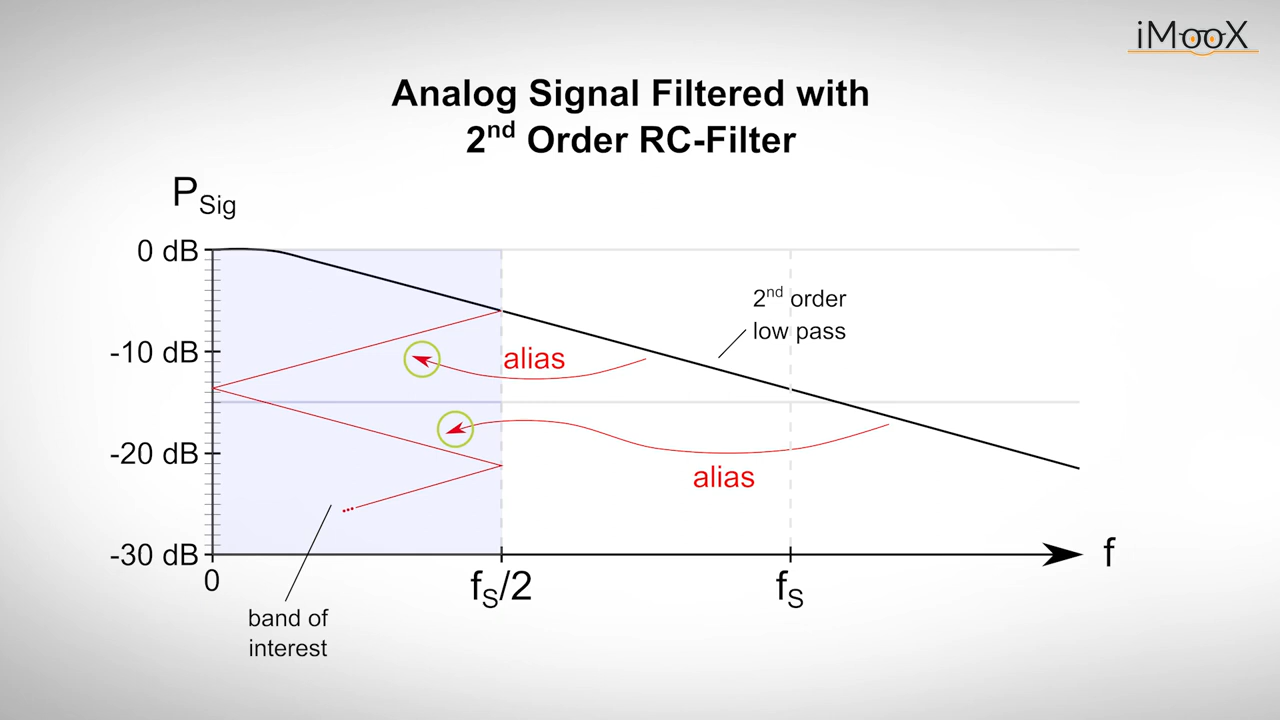 iMooX
Analog Signal Filtered with
2nd Order RC-Filter
PSig
0 dB
2nd order
low pass
-10 dB
alias
-20 dB
alias
-30 dB
f
0
fS/2
fS
band of
interest